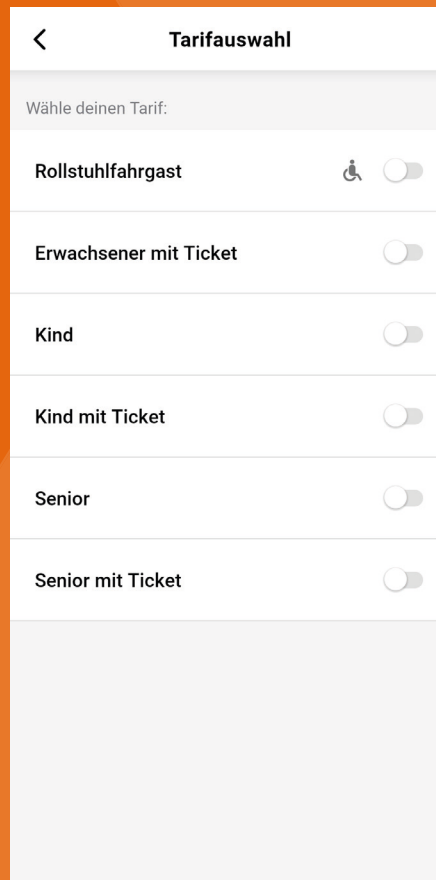 Tarifauswahl
Wähle deinen Tarif:
Rollstuhlfahrgast
Erwachsener mit Ticket
Kind
Kind mit Ticket
Senior
Senior mit Ticket